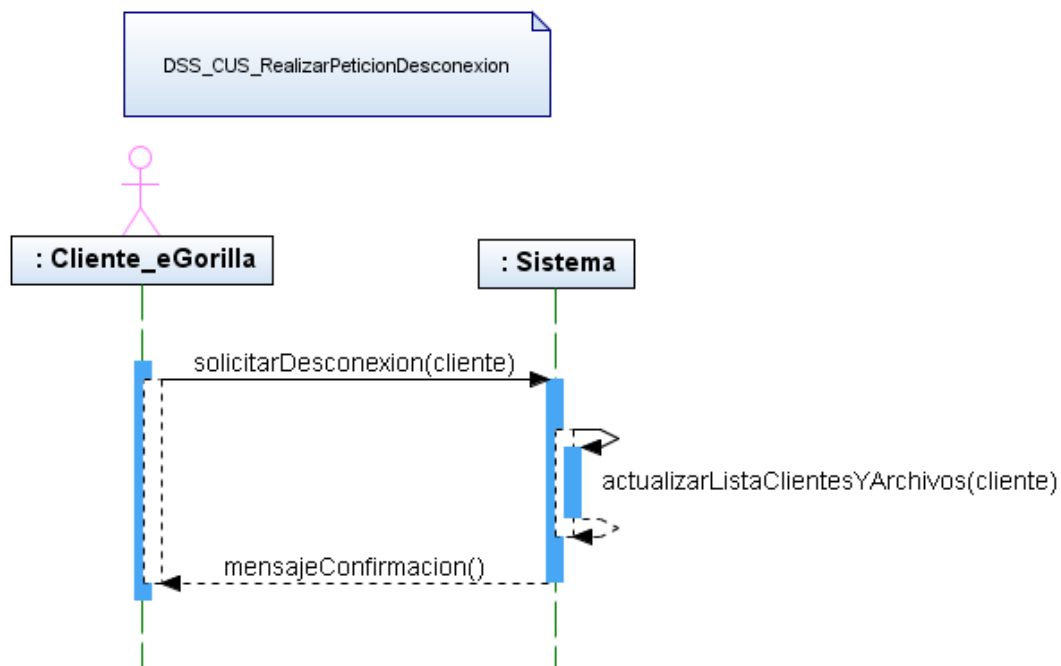 DSS_CUS_RealizarPeticionDesconexion
: Cliente_eGorilla
: Sistema
solicitarDesconexion(cliente)
actualizarListaClientesYArchivos(cliente)
mensajeConfirmacion()